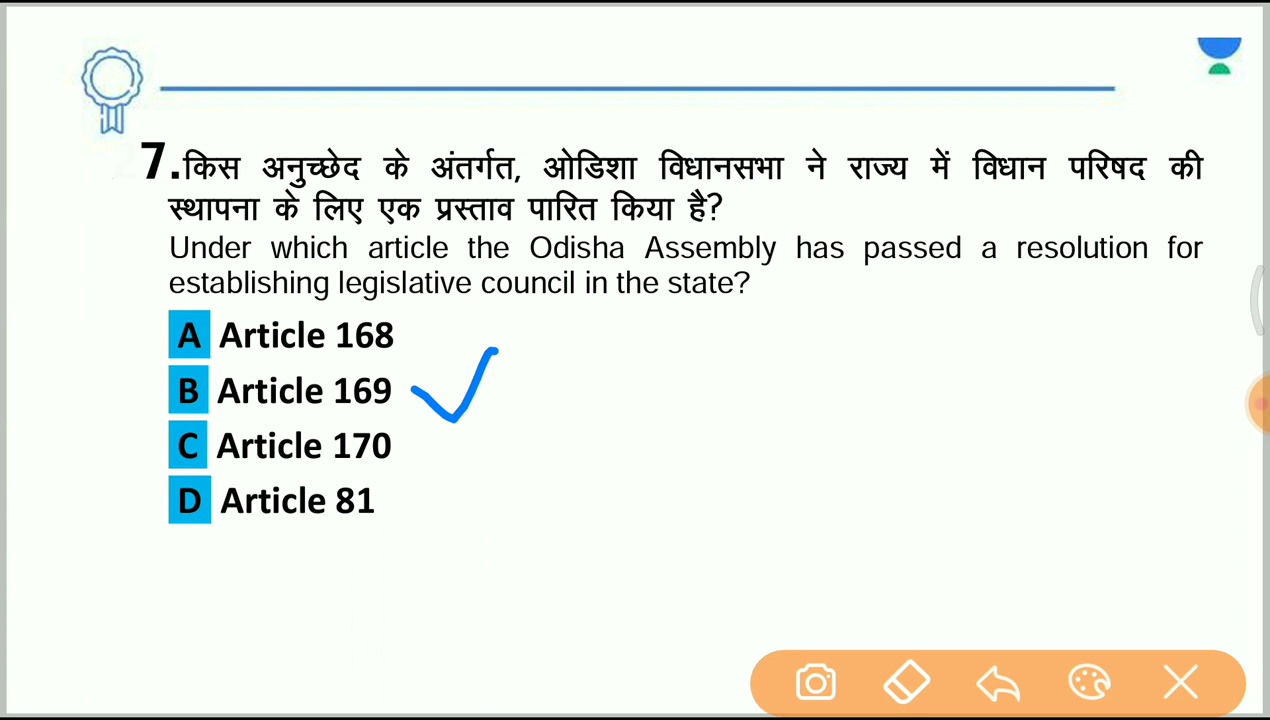 7.किस अनुच्छेद के अंतर्गत, ओडिशा विधानसभा ने राज्य में विधान परिषद की
स्थापना के लिए एक प्रस्ताव पारित किया है?
Under which article the Odisha Assembly has passed a resolution for
establishing legislative council in the state?
A Article 168
B Article 169
C Article 170
D Article 81